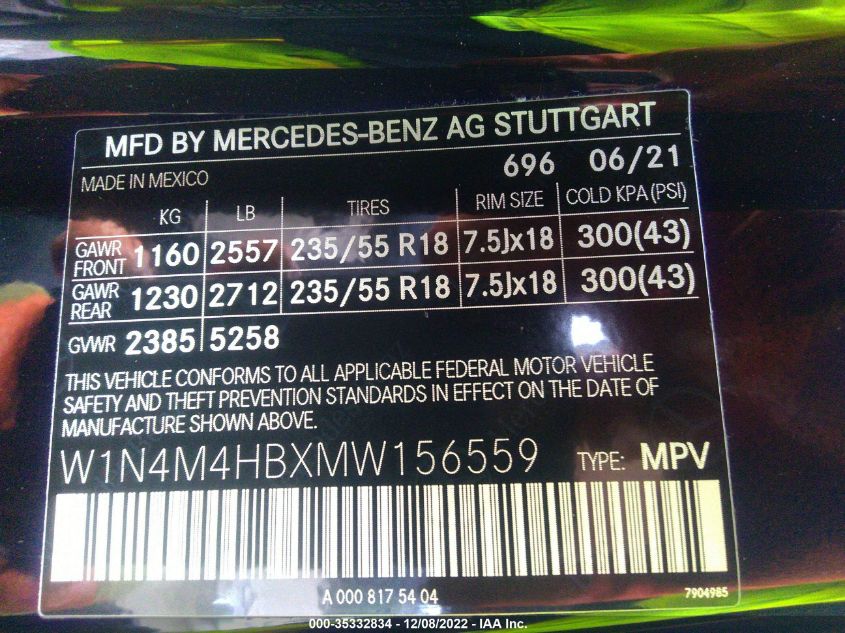 MFD BY MERCEDES-BENZ AG STUTTGART
MADE IN MEXICO 696 06/21
KG LB TIRES RIM SIZE COLD KPA (PSI)
GAWR FRONT 1160 2557 235/55 R18 7.5Jx18 300(43)
GAWR REAR 1230 2712 235/55 R18 7.5Jx18 300(43)
GVWR 2385 5258
THIS VEHICLE CONFORMS TO ALL APPLICABLE FEDERAL MOTOR VEHICLE
SAFETY AND THEFT PREVENTION STANDARDS IN EFFECT ON THE DATE OF
MANUFACTURE SHOWN ABOVE.
W1N4M4HBXMW156559 TYPE: MPV
A 000 817 54 04 7904985
000-35332834 - 12/08/2022 - IAA Inc.